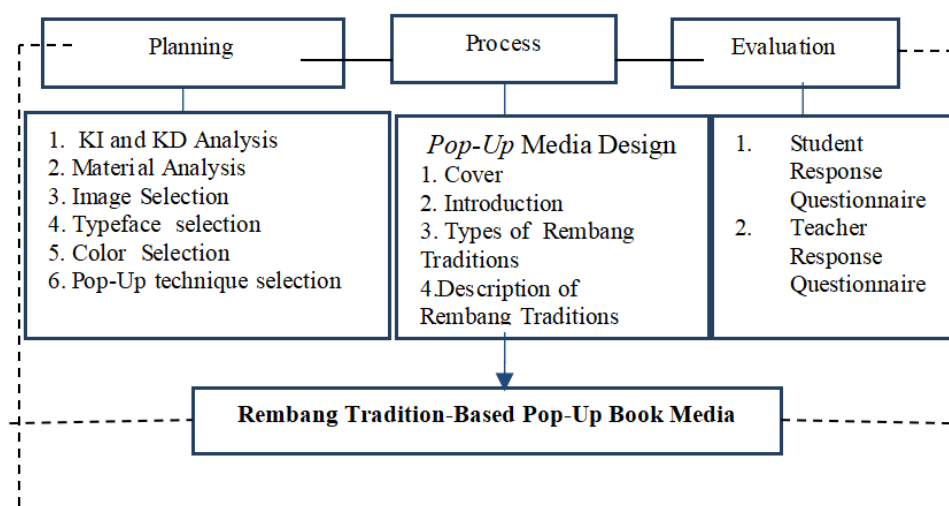 Planning
Process
Evaluation
1. KI and KD Analysis
2. Material Analysis
3. Image Selection
4. Typeface selection
5. Color Selection
6. Pop-Up technique selection
Pop-Up Media Design
1. Cover
2. Introduction
3. Types of Rembang
Traditions
4.Description of
Rembang Traditions
1. Student
Response
Questionnaire
2. Teacher
Response
Questionnaire
Rembang Tradition-Based Pop-Up Book Media